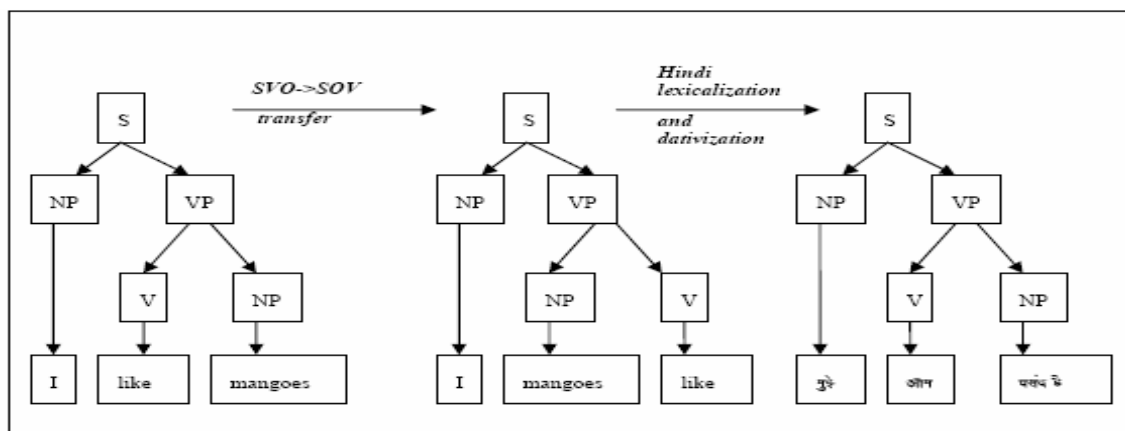 SVO->SOV
transfer
Hindi
lexicalization
and
dativization
S
S
S
NP
VP
NP
VP
NP
VP
V
NP
NP
V
V
NP
I
like
mangoes
I
mangoes
like
मुझे
आम
पसंद है